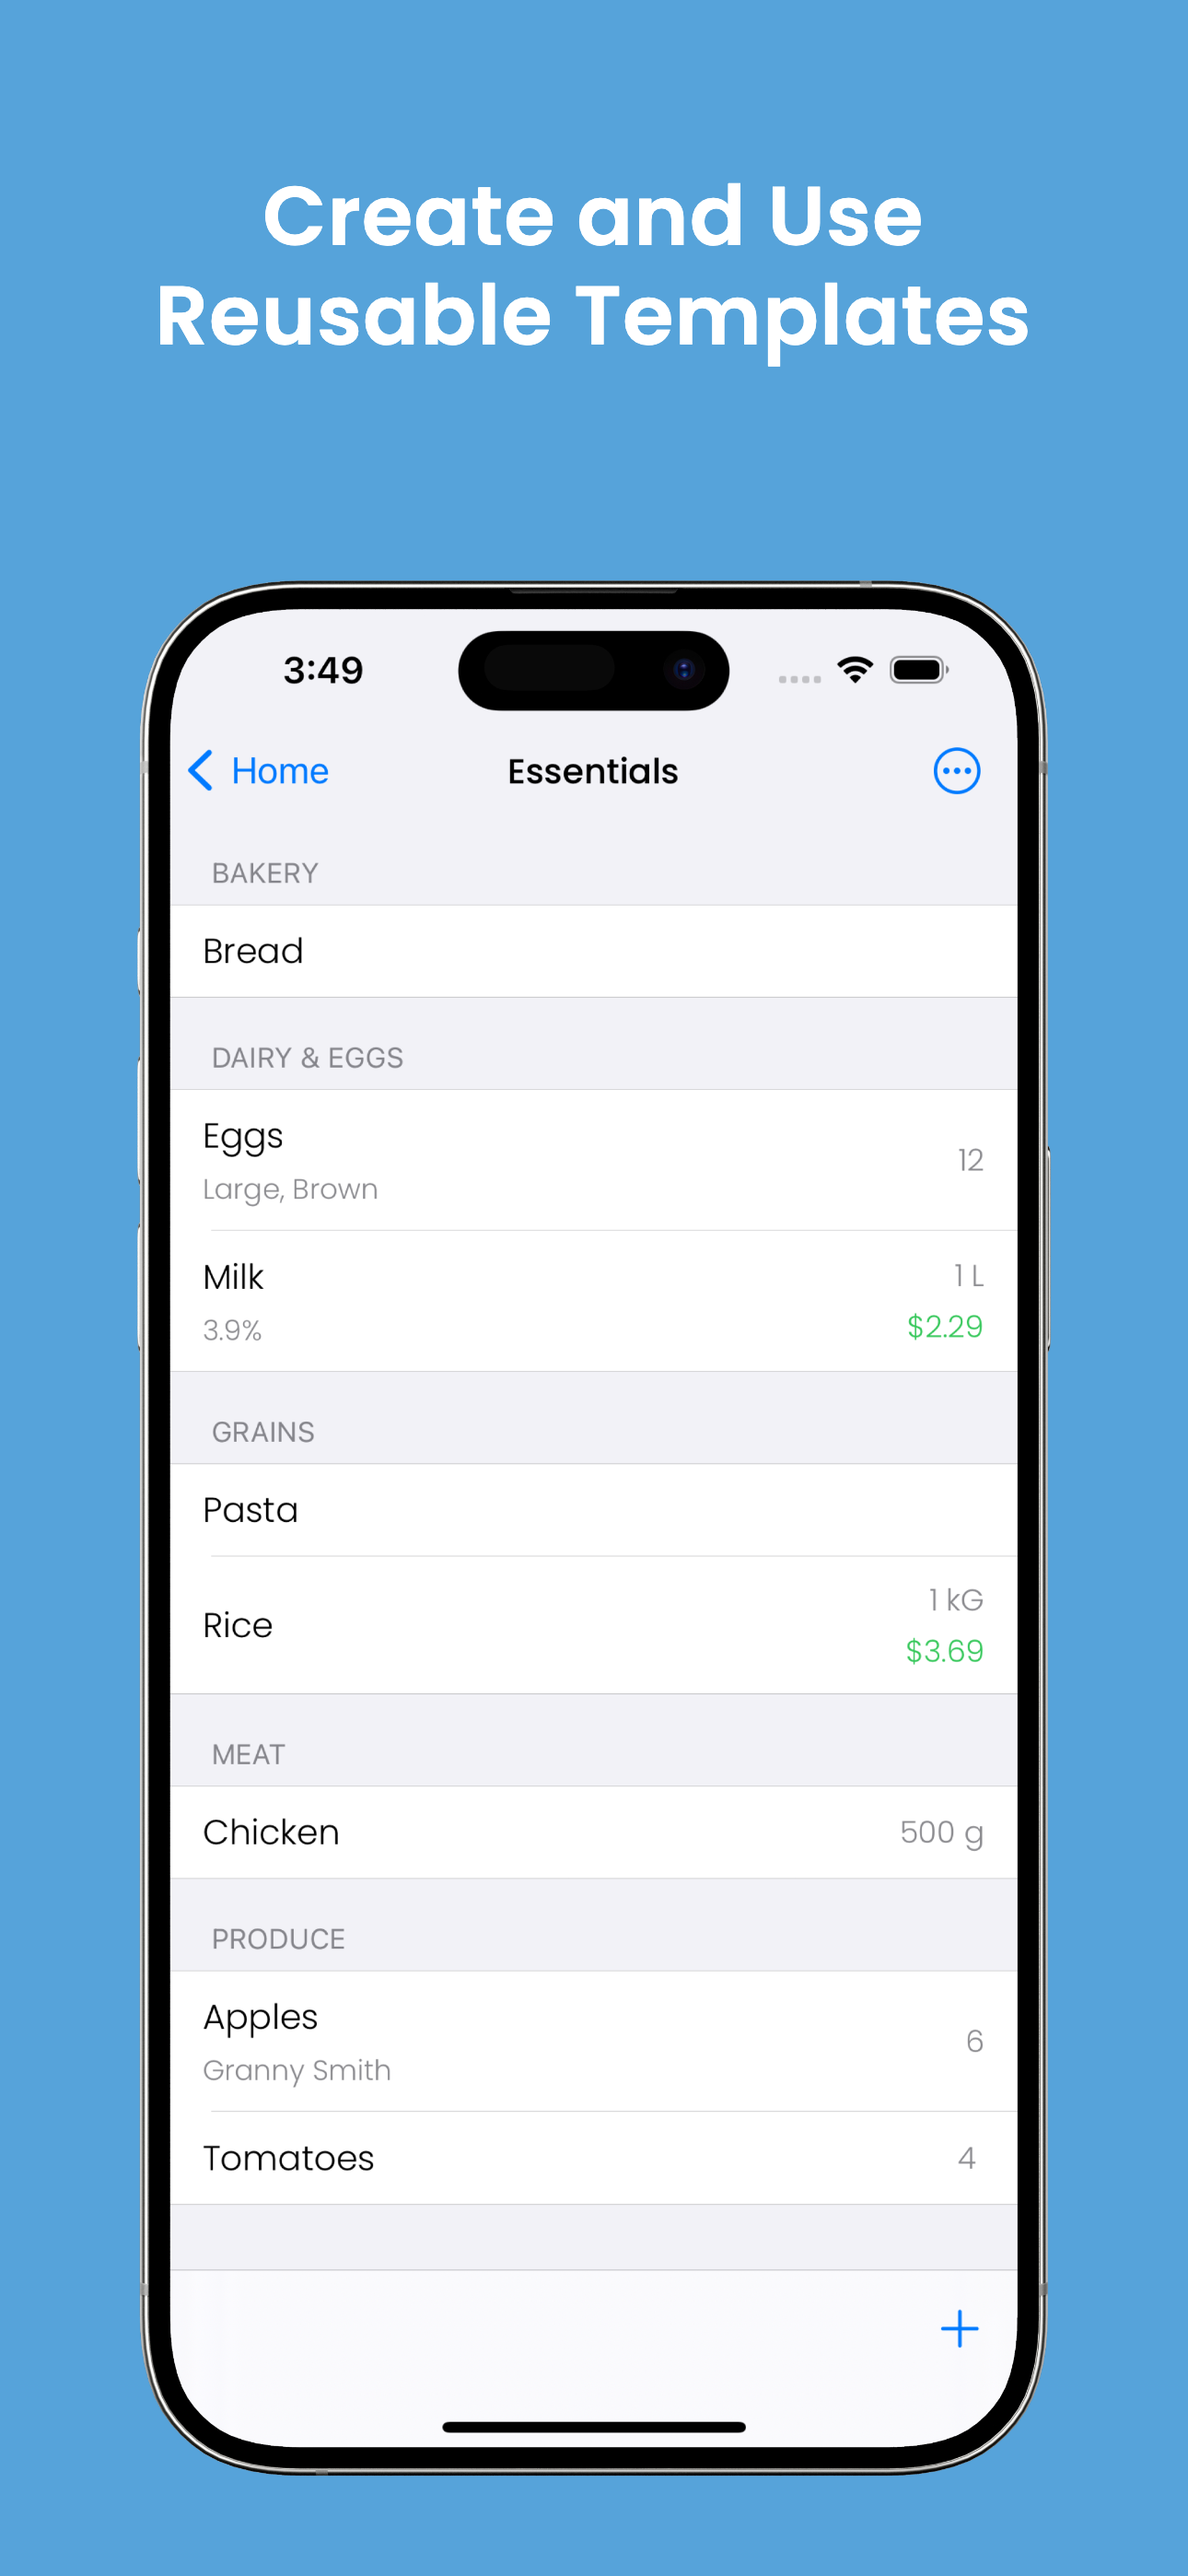 Create and Use
Reusable Templates
3:49
Home
Essentials
BAKERY
Bread
DAIRY & EGGS
Eggs
12
Large, Brown
Milk
1 L
3.9%
$2.29
GRAINS
Pasta
Rice
1 kG
$3.69
MEAT
Chicken
500 g
PRODUCE
Apples
6
Granny Smith
Tomatoes
4